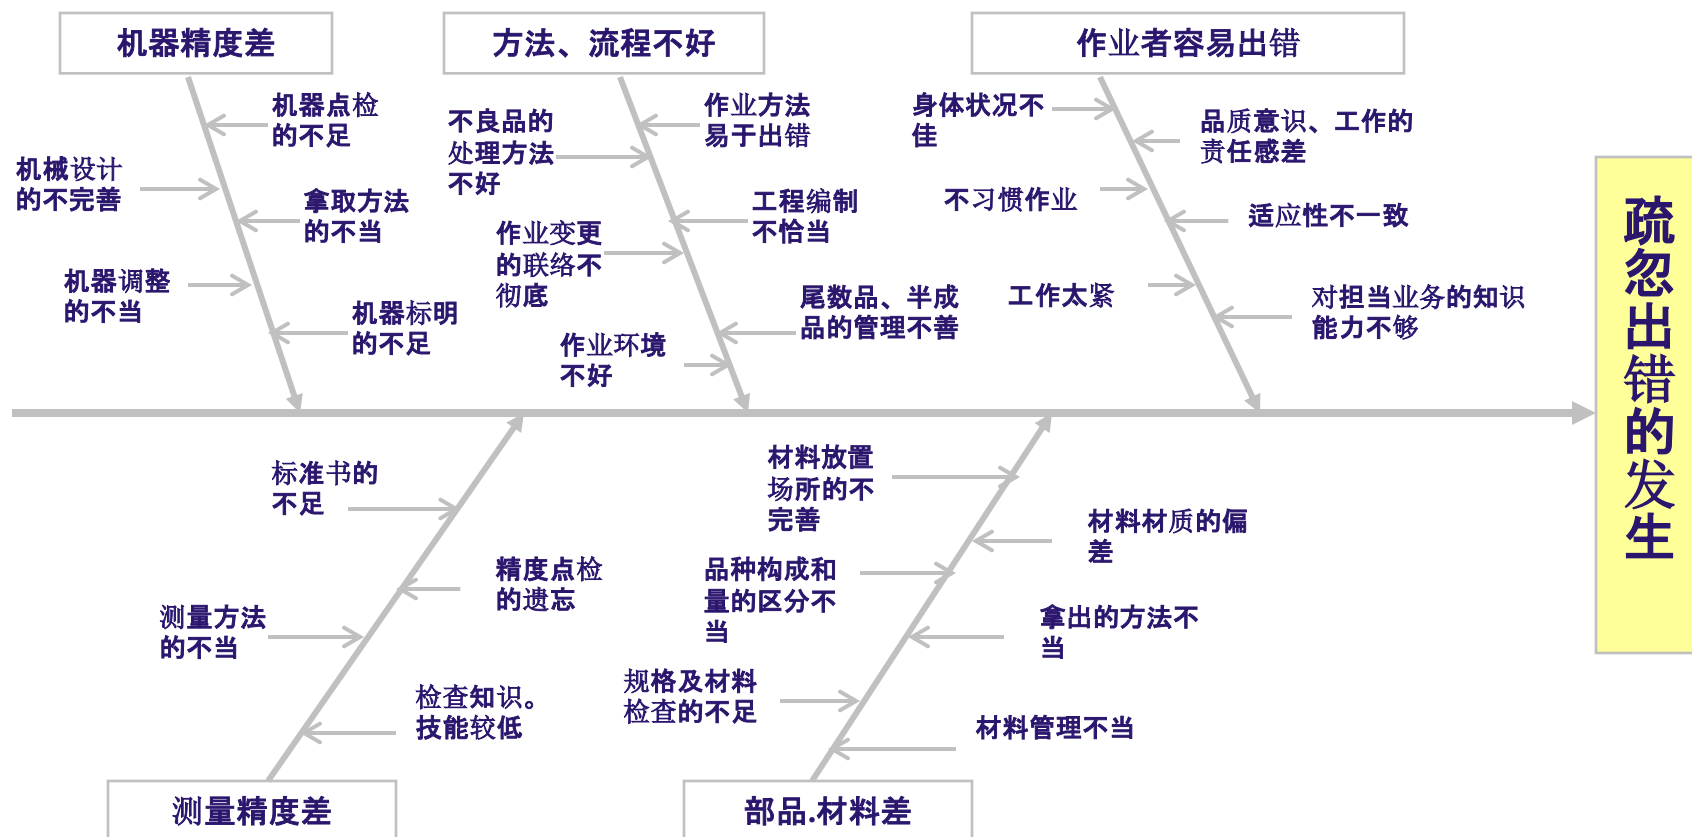 机器精度差
方法、流程不好
作业者容易出错
机器点检
的不足
机械设计
的不完善
拿取方法
的不当
机器调整
的不当
机器标明
的不足
不良品的
处理方法
不好
作业方法
易于出错
工程编制
不恰当
作业变更
的联络不
彻底
尾数品、半成
品的管理不善
作业环境
不好
身体状况不
佳
品质意识、工作的
责任感差
不习惯作业
适应性不一致
工作太紧
对担当业务的知识
能力不够
疏
忽
出
错
的
发
生
标准书的
不足
精度点检
的遗忘
测量方法
的不当
检查知识。
技能较低
材料放置
场所的不
完善
材料材质的偏
差
品种构成和
量的区分不
当
拿出的方法不
当
规格及材料
检查的不足
材料管理不当
测量精度差
部品.材料差